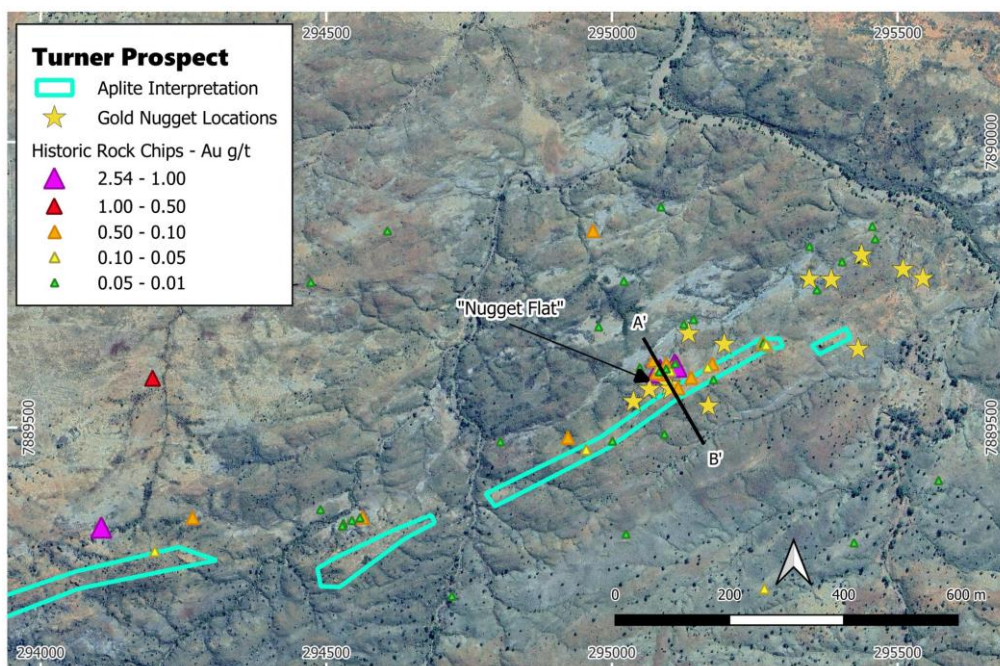 294500
295000
295500
Turner Prospect
Aplite Interpretation
Gold Nugget Locations
Historic Rock Chips - Au g/t
2.54 - 1.00
1.00 - 0.50
0.50 - 0.10
0.10 - 0.05
0.05 - 0.01
7890000
"Nugget Flat"
A'
B'
7889500
7889500
0 200 400 600 m
294000
294500
295000
295500